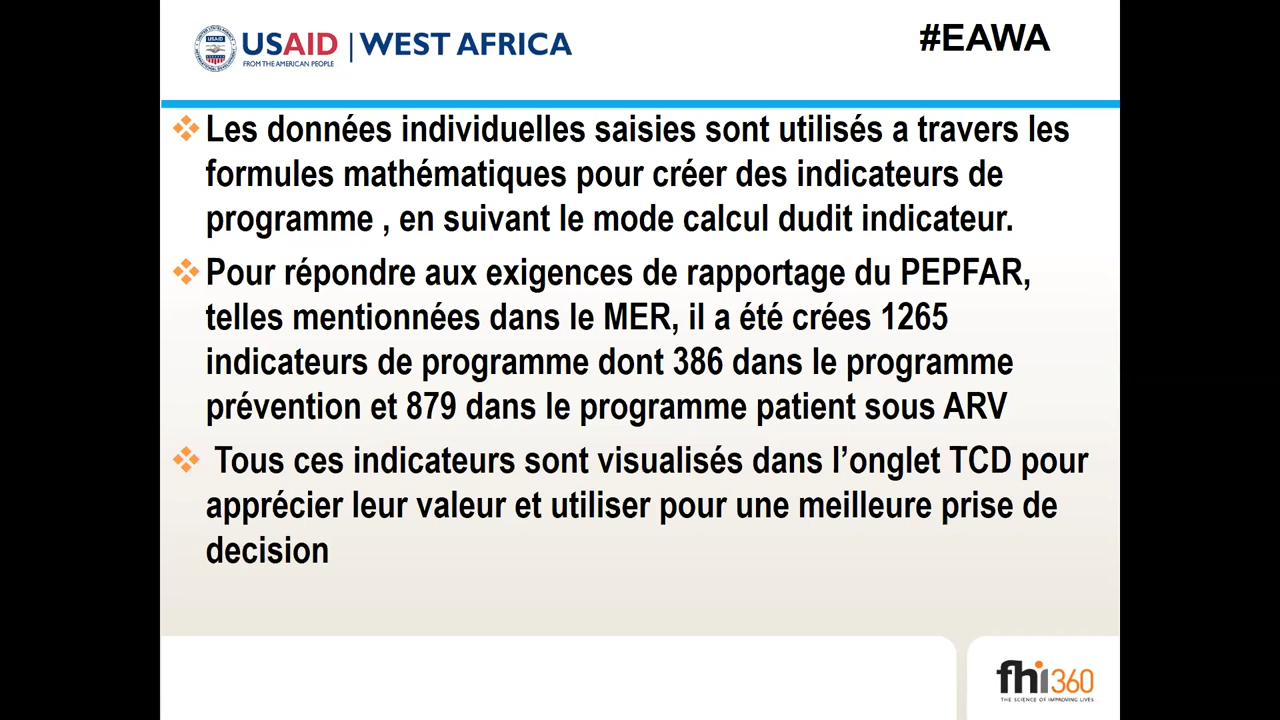 USAID | WEST AFRICA
FROM THE AMERICAN PEOPLE
#EAWA
Les données individuelles saisies sont utilisés a travers les
formules mathématiques pour créer des indicateurs de
programme , en suivant le mode calcul dudit indicateur.
Pour répondre aux exigences de rapportage du PEPFAR,
telles mentionnées dans le MER, il a été crées 1265
indicateurs de programme dont 386 dans le programme
prévention et 879 dans le programme patient sous ARV
Tous ces indicateurs sont visualisés dans l’onglet TCD pour
apprécier leur valeur et utiliser pour une meilleure prise de
decision
fhi360
THE SCIENCE OF IMPROVING LIVES